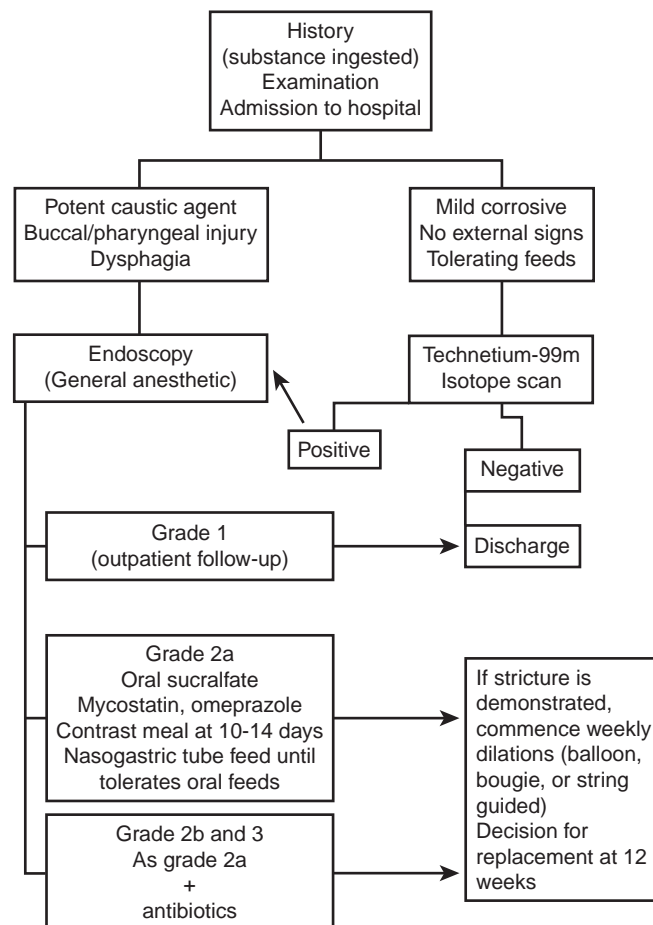 History
(substance ingested)
Examination
Admission to hospital
Potent caustic agent
Buccal/pharyngeal injury
Dysphagia
Mild corrosive
No external signs
Tolerating feeds
Endoscopy
(General anesthetic)
Technetium-99m
Isotope scan
Positive
Negative
Grade 1
(outpatient follow-up)
Discharge
Grade 2a
Oral sucralfate
Mycostatin, omeprazole
Contrast meal at 10-14 days
Nasogastric tube feed until
tolerates oral feeds
If stricture is
demonstrated,
commence weekly
dilations (balloon,
bougie, or string
guided)
Decision for
replacement at 12
weeks
Grade 2b and 3
As grade 2a
+
antibiotics